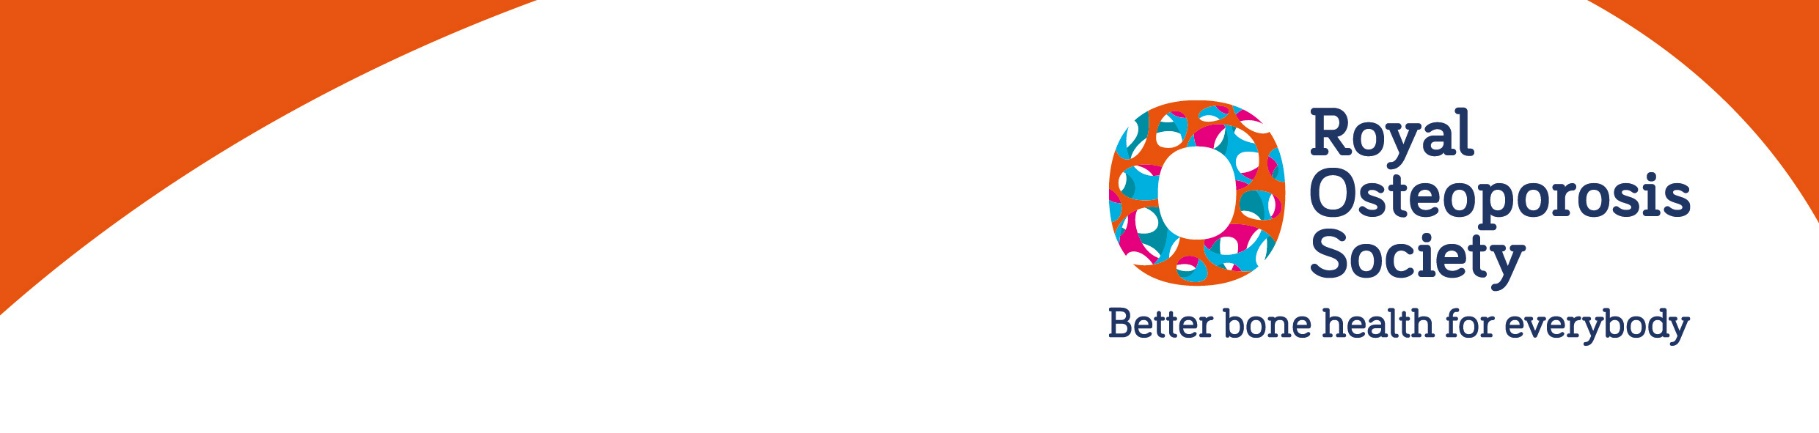 Royal
Osteoporosis
Society
Better bone health for everybody